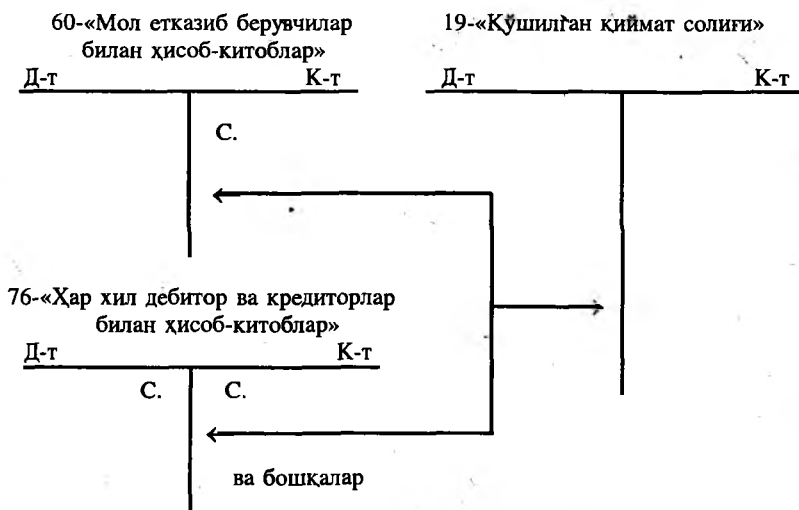 60-«Мол етказиб берувчилар
билан ҳисоб-китоблар»
Д-т К-т
С.
19-«Қўшилган қиймат солиғи»
Д-т К-т
76-«Ҳар хил дебитор ва кредиторлар
билан ҳисоб-китоблар»
Д-т К-т
С. С.
ва бошқалар